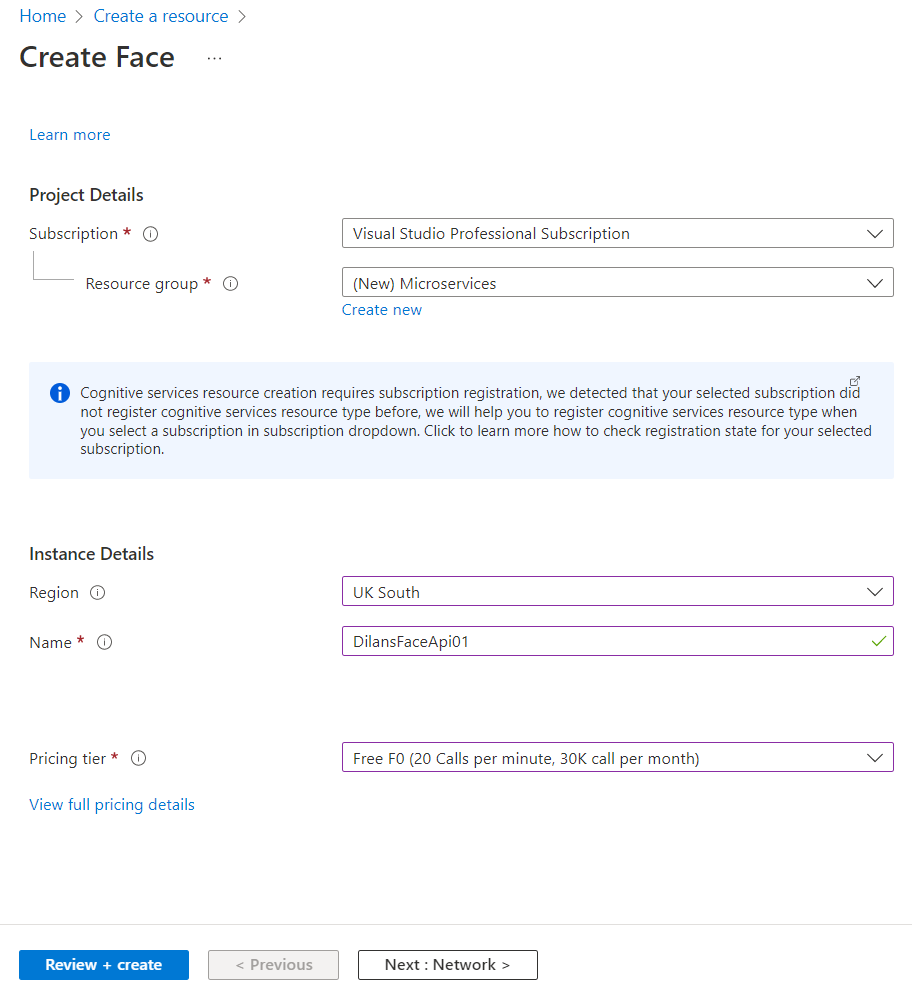 Home > Create a resource >
Create Face ...
Learn more
Project Details
Subscription * Visual Studio Professional Subscription
Resource group * (New) Microservices
Create new
Cognitive services resource creation requires subscription registration, we detected that your selected subscription did
not register cognitive services resource type before, we will help you to register cognitive services resource type when
you select a subscription in subscription dropdown. Click to learn more how to check registration state for your selected
subscription.
Instance Details
Region UK South
Name * DilansFaceApi01
Pricing tier * Free F0 (20 Calls per minute, 30K call per month)
View full pricing details
Review + create < Previous Next : Network >